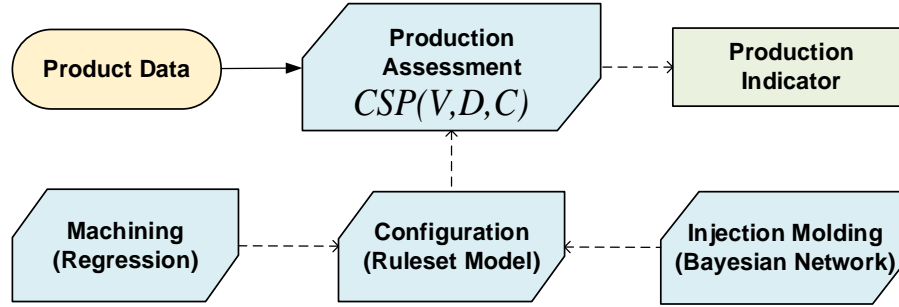 Product Data
Production
Assessment
CSP(V,D,C)
Production
Indicator
Machining
(Regression)
Configuration
(Ruleset Model)
Injection Molding
(Bayesian Network)